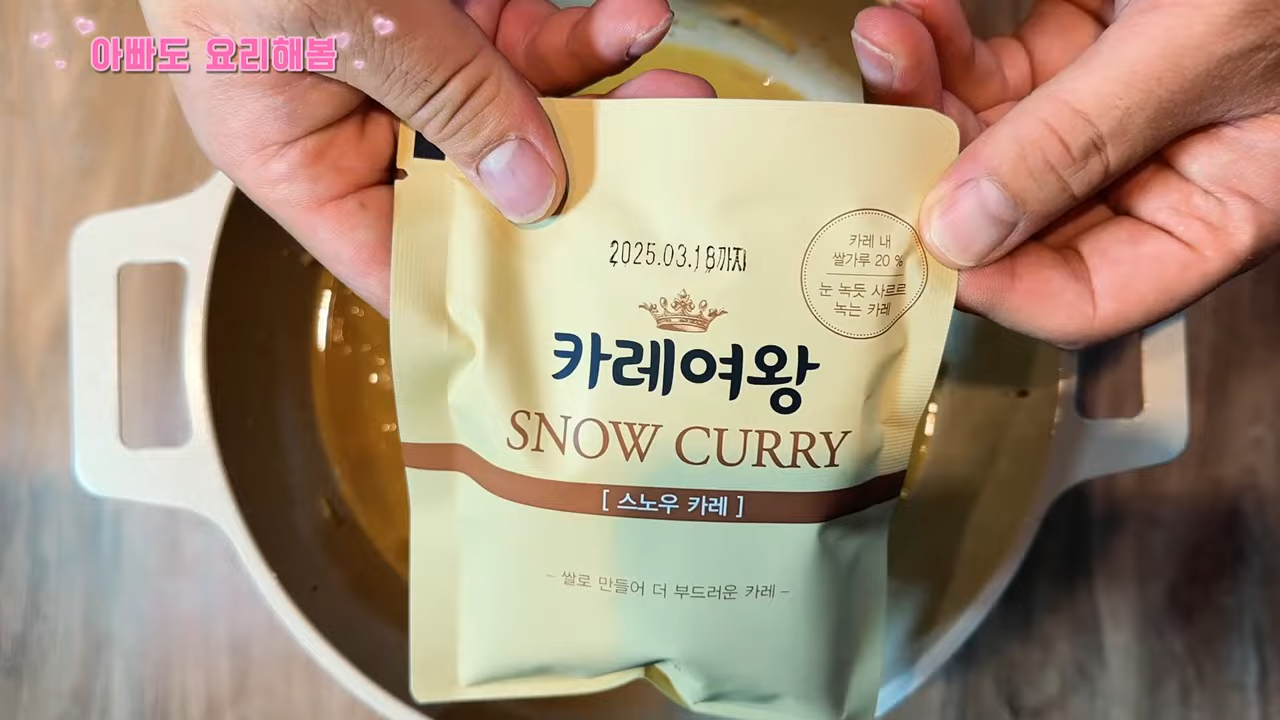 아빠도 요리해봄
2025.03.18까지
카레 내
쌀가루 20 %
눈 녹듯 사르르
녹는 카레
카레여왕
SNOW CURRY
[ 스노우 카레 ]
- 쌀로 만들어 더 부드러운 카레 -